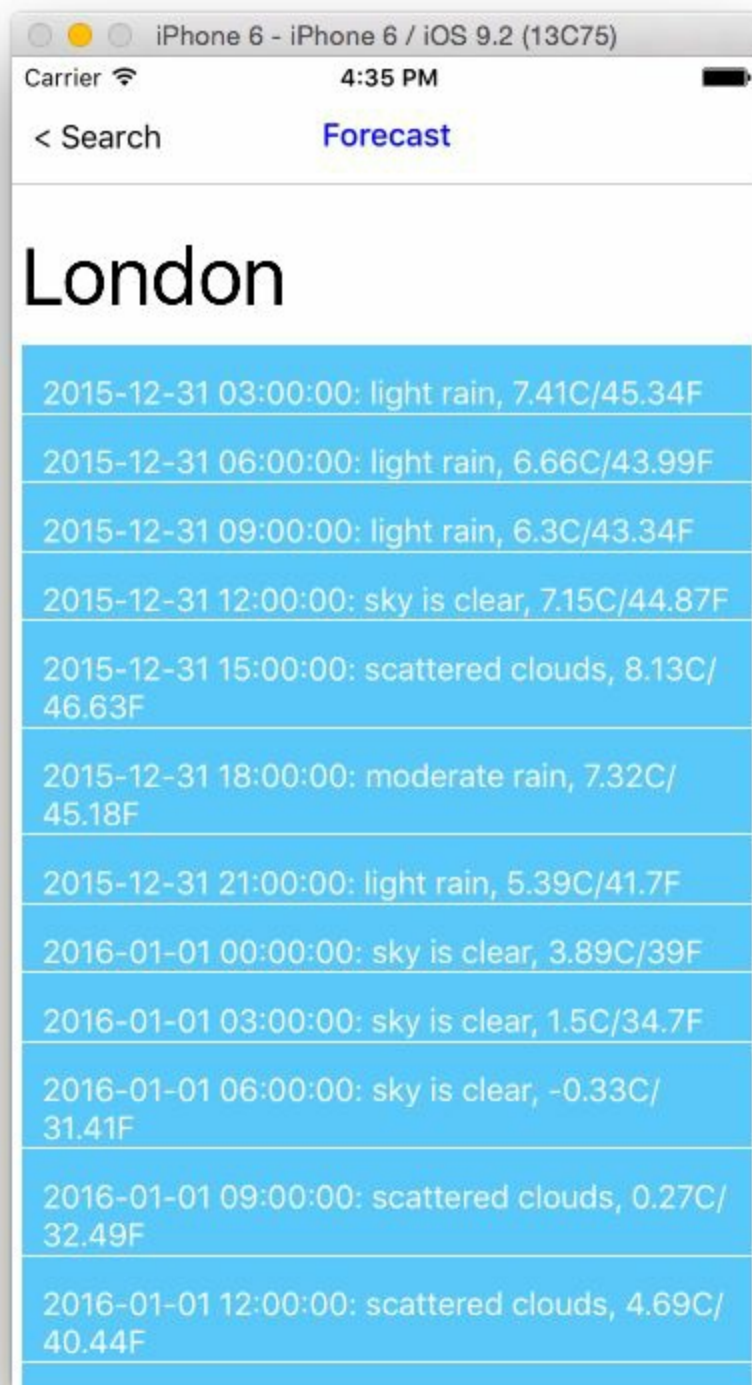 iPhone 6 - iPhone 6 / iOS 9.2 (13C75)
Carrier 4:35 PM
< Search Forecast
London
2015-12-31 03:00:00: light rain, 7.41C/45.34F
2015-12-31 06:00:00: light rain, 6.66C/43.99F
2015-12-31 09:00:00: light rain, 6.3C/43.34F
2015-12-31 12:00:00: sky is clear, 7.15C/44.87F
2015-12-31 15:00:00: scattered clouds, 8.13C/
46.63F
2015-12-31 18:00:00: moderate rain, 7.32C/
45.18F
2015-12-31 21:00:00: light rain, 5.39C/41.7F
2016-01-01 00:00:00: sky is clear, 3.89C/39F
2016-01-01 03:00:00: sky is clear, 1.5C/34.7F
2016-01-01 06:00:00: sky is clear, -0.33C/
31.41F
2016-01-01 09:00:00: scattered clouds, 0.27C/
32.49F
2016-01-01 12:00:00: scattered clouds, 4.69C/
40.44F